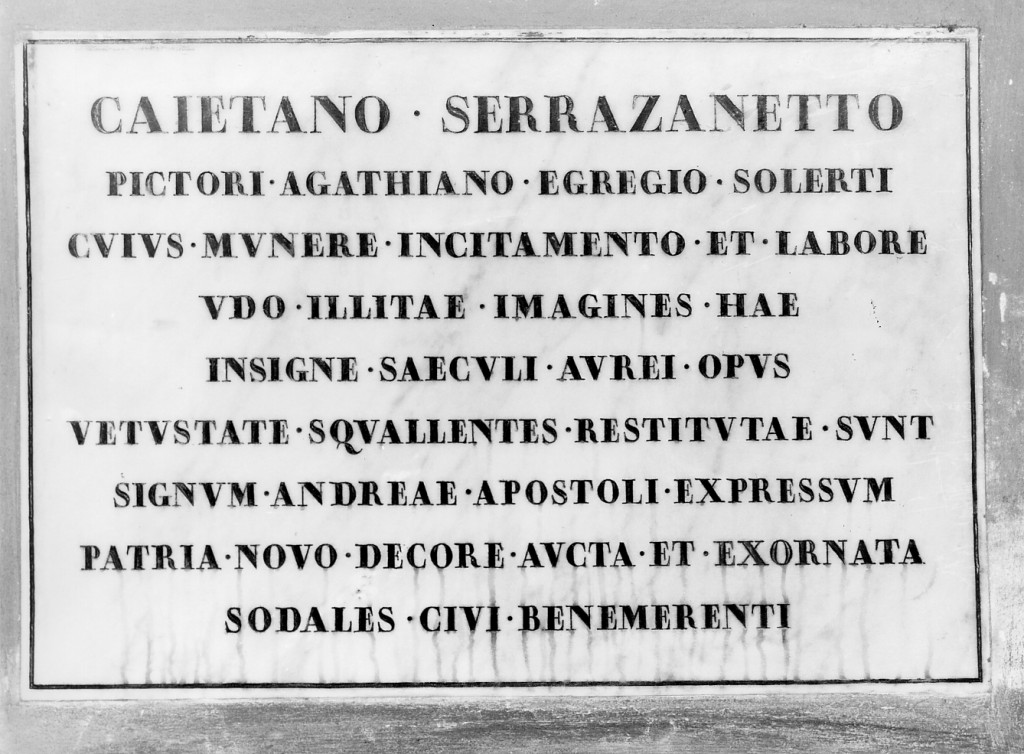 CAIETANO · SERRAZANETTO
PICTORI · AGATHIANO · EGREGIO · SOLERTI
CVIVS · MVNERE · INCITAMENTO · ET · LABORE
VDO · ILLITAE · IMAGINES · HAE
INSIGNE · SAECVLI · AVREI · OPVS
VETVSTATE · SQVALLENTES · RESTITVTAE · SVNT
SIGNVM · ANDREAE · APOSTOLI · EXPRESSVM
PATRIA · NOVO · DECORE · AVCTA · ET · EXORNATA
SODALES · CIVI · BENEMERENTI